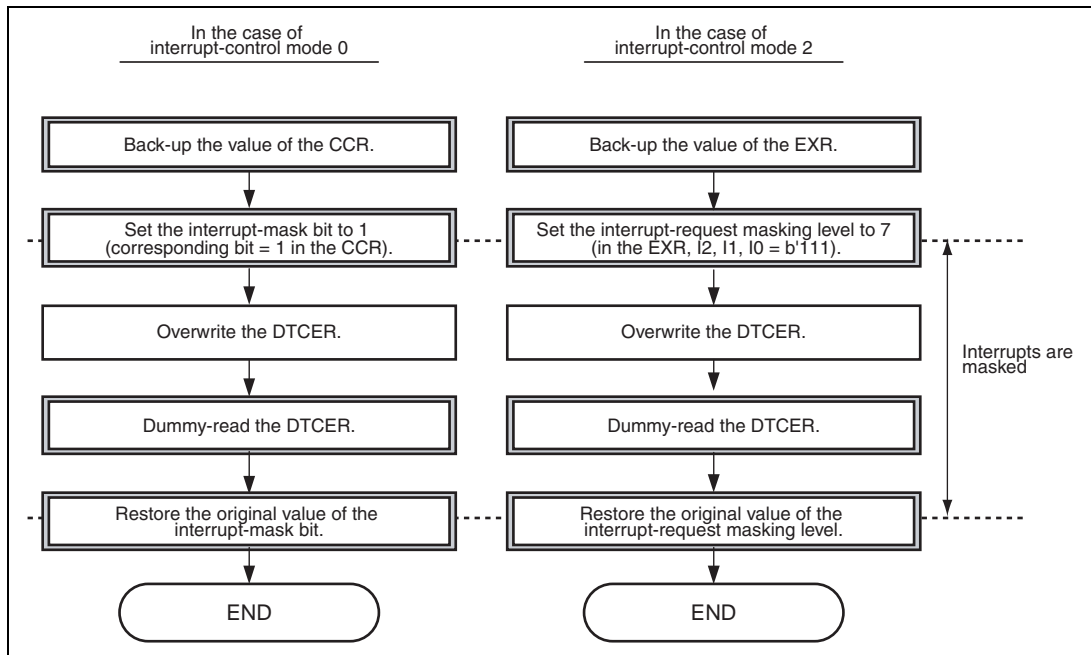 In the case of
interrupt-control mode 0
Back-up the value of the CCR.
Set the interrupt-mask bit to 1
(corresponding bit = 1 in the CCR).
Overwrite the DTCER.
Dummy-read the DTCER.
Restore the original value of the
interrupt-mask bit.
END
In the case of
interrupt-control mode 2
Back-up the value of the EXR.
Set the interrupt-request masking level to 7
(in the EXR, I2, I1, I0 = b'111).
Overwrite the DTCER.
Dummy-read the DTCER.
Restore the original value of the
interrupt-request masking level.
END
Interrupts are
masked